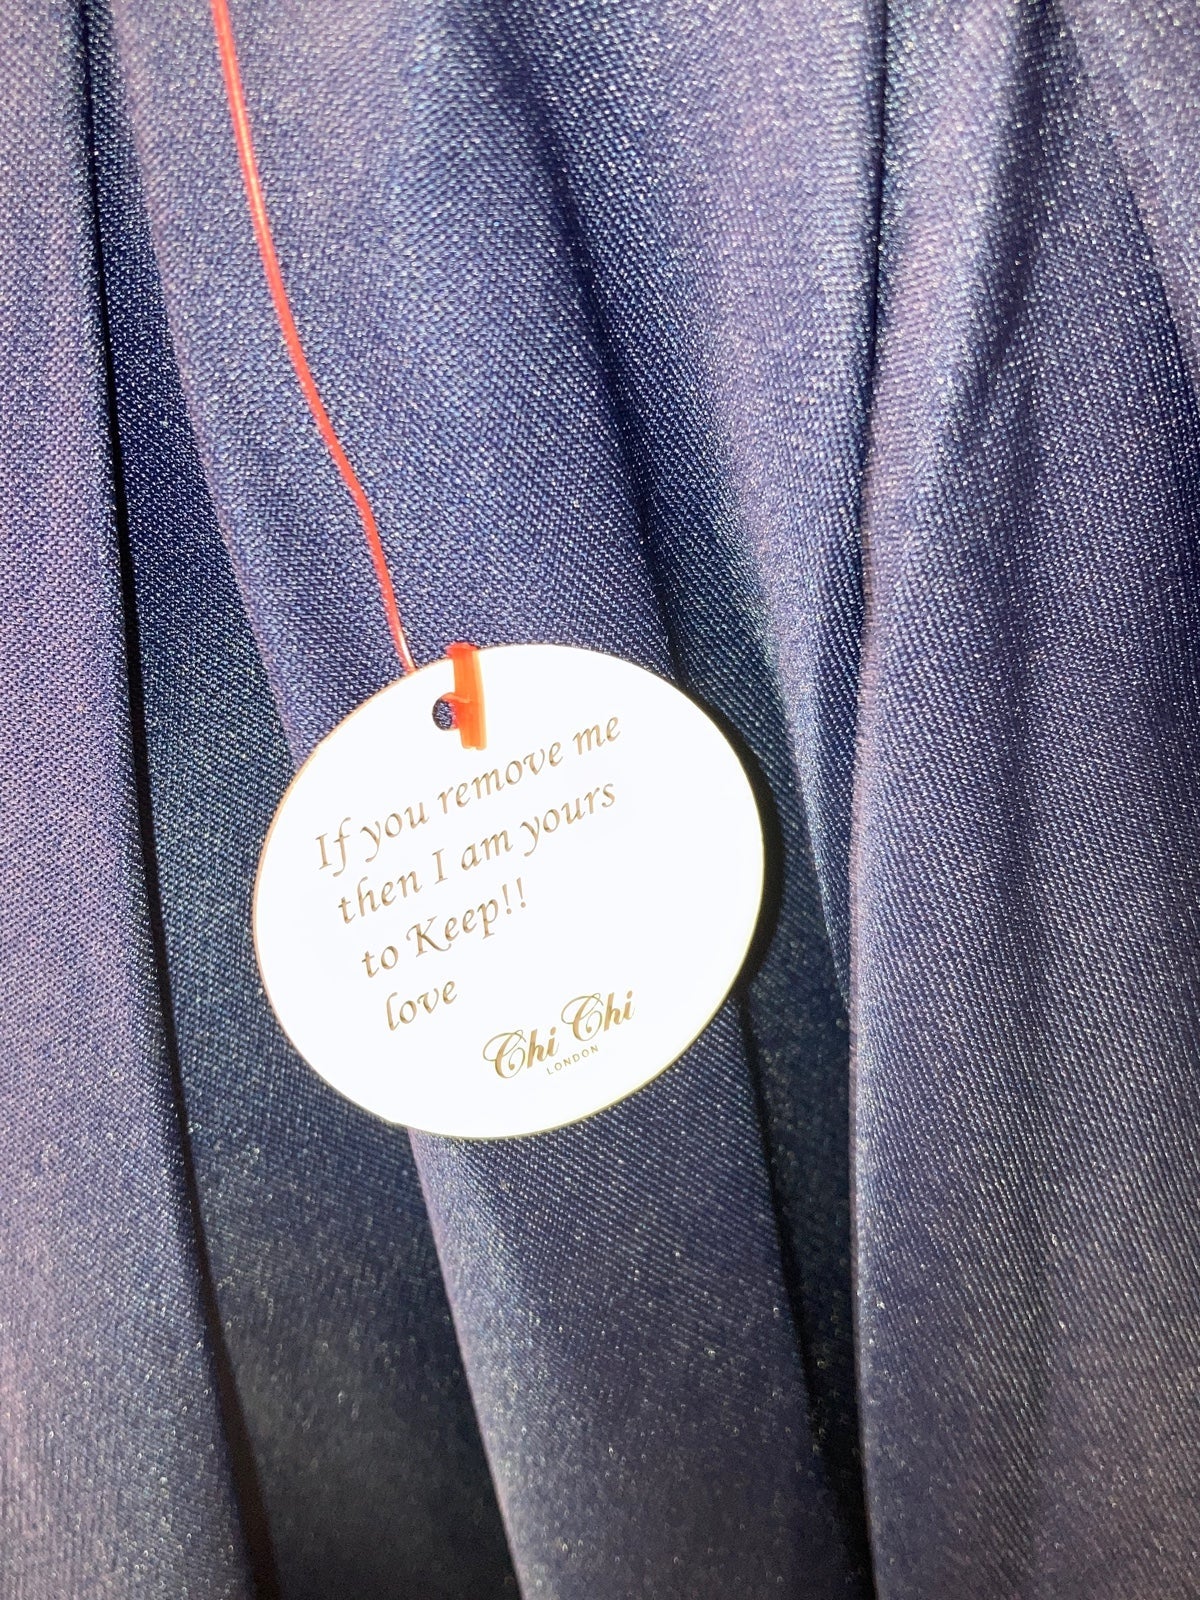 If you remove me
then I am yours
to Keep!!
love
Chi Chi
LONDON